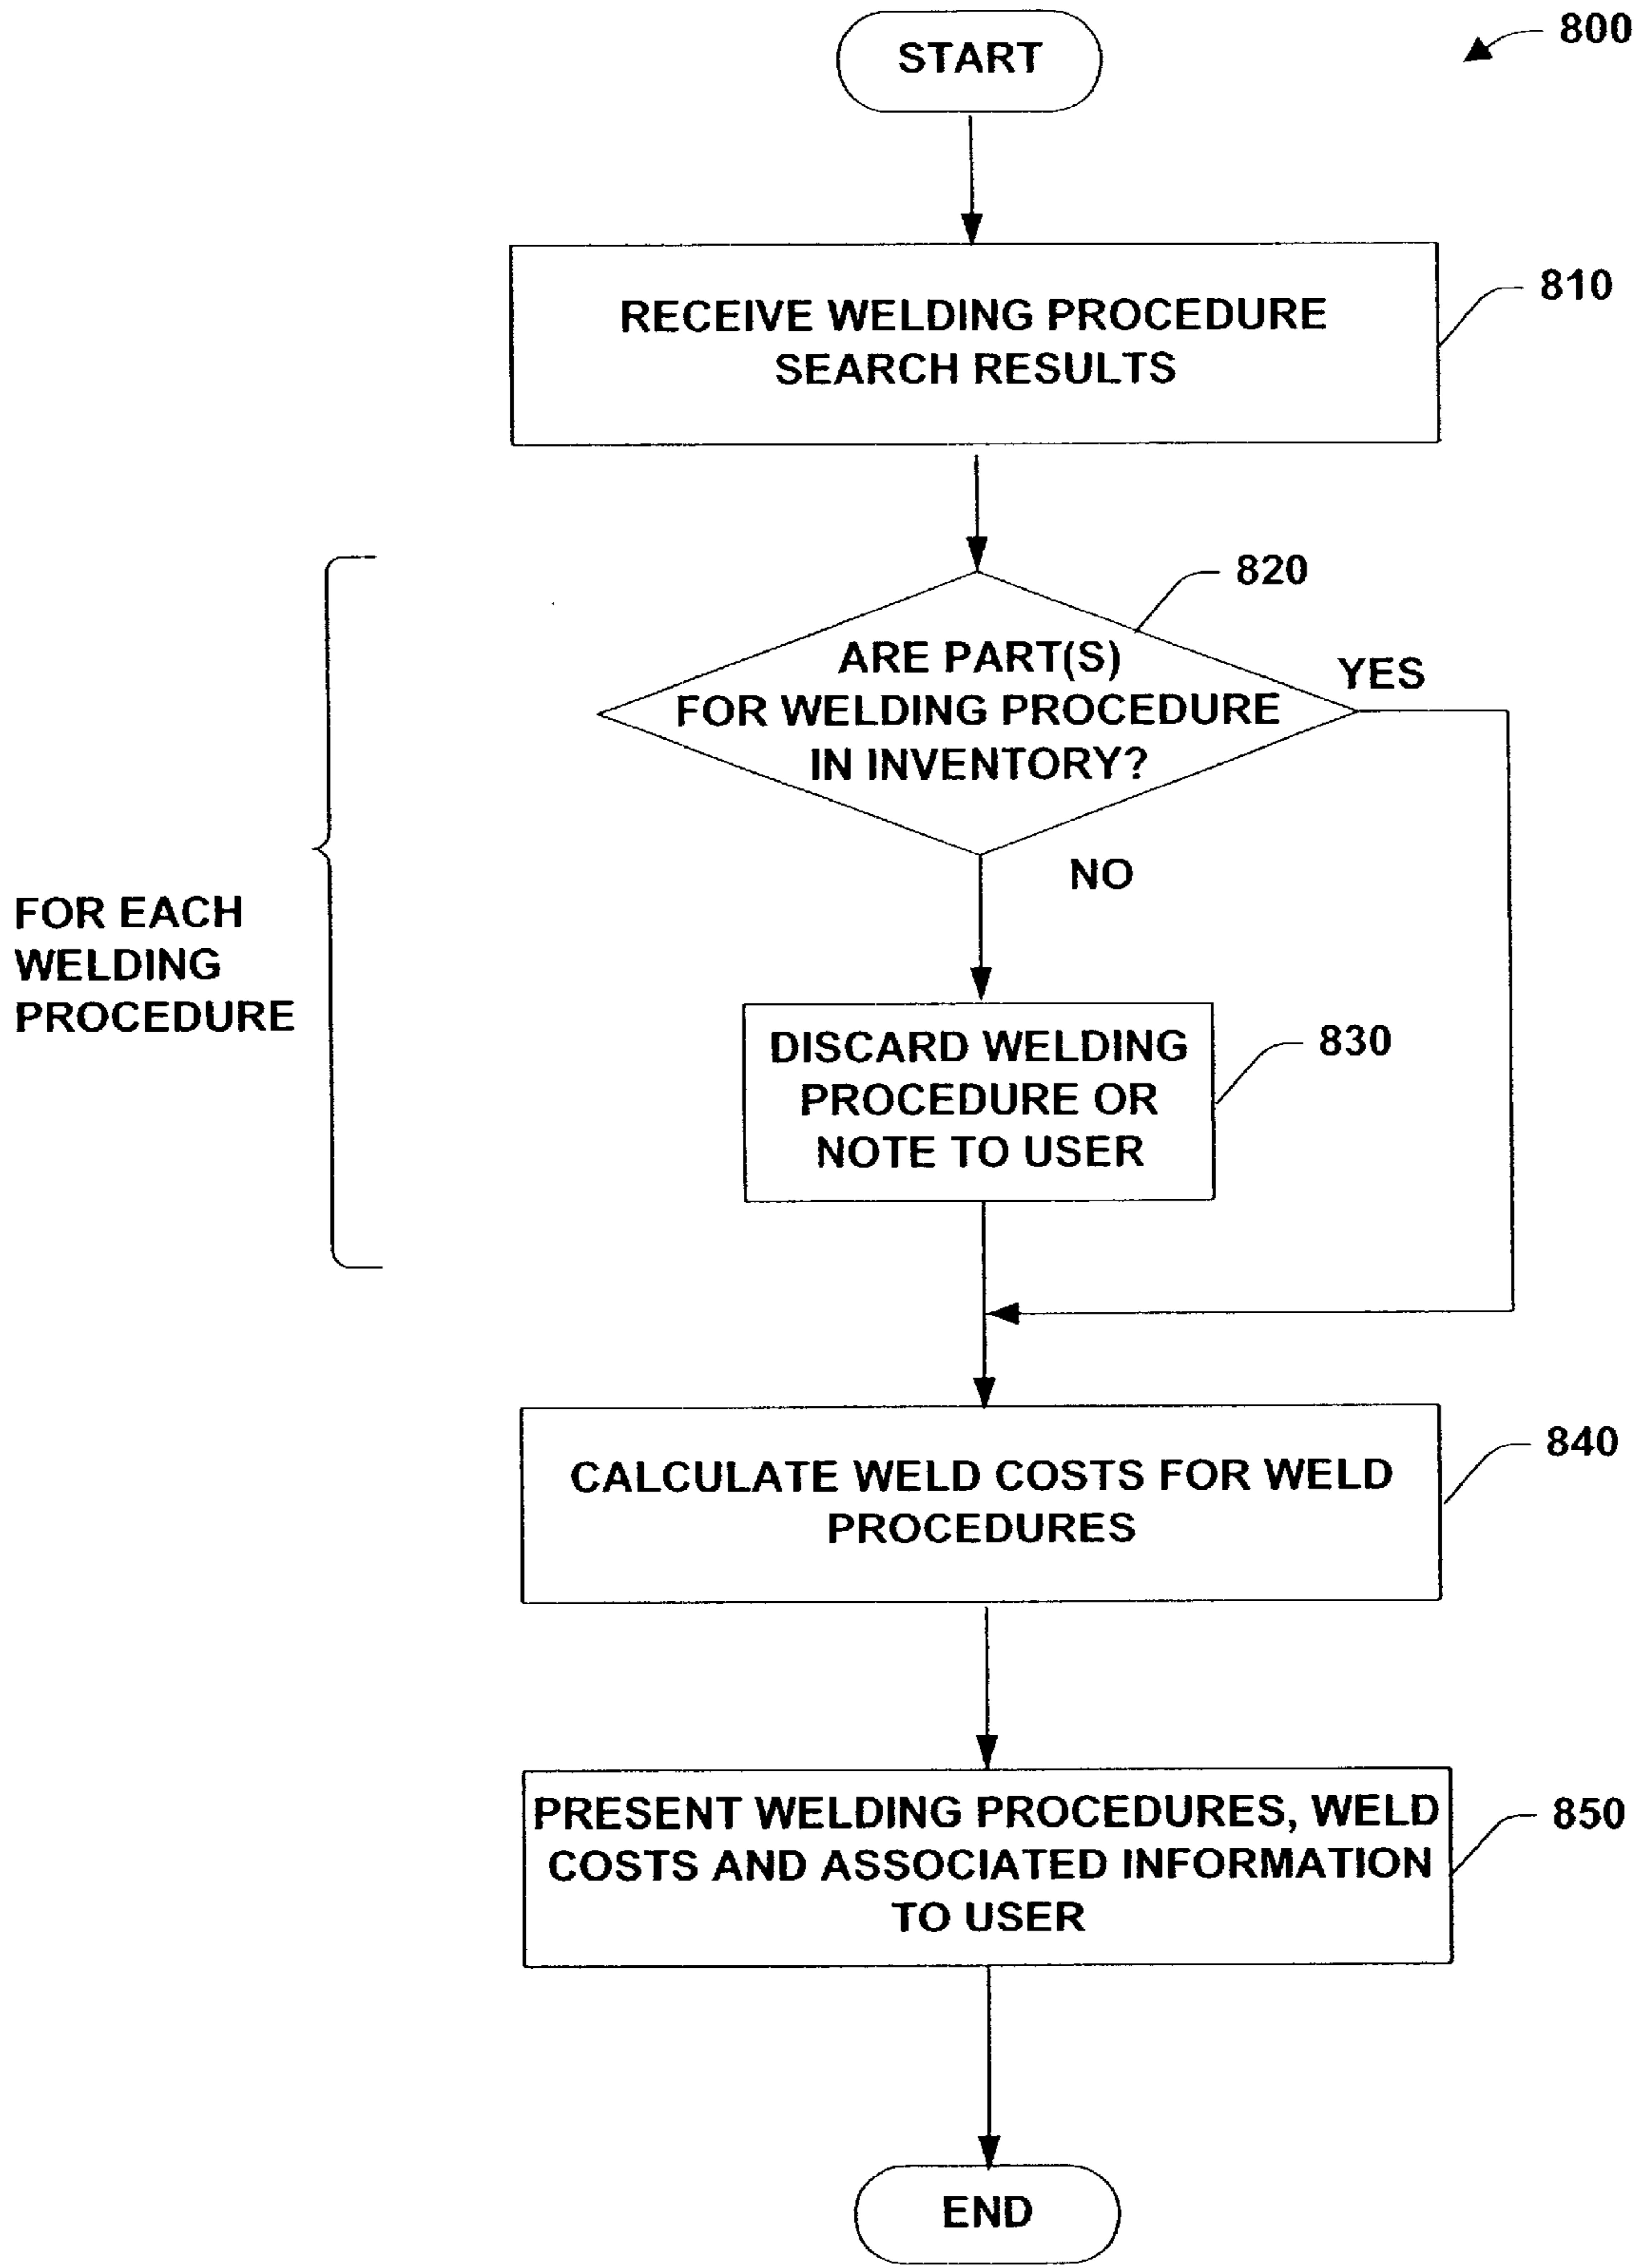 START
800
RECEIVE WELDING PROCEDURE
SEARCH RESULTS
810
820
ARE PART(S)
FOR WELDING PROCEDURE
IN INVENTORY?
YES
NO
FOR EACH
WELDING
PROCEDURE
DISCARD WELDING
PROCEDURE OR
NOTE TO USER
830
CALCULATE WELD COSTS FOR WELD
PROCEDURES
840
PRESENT WELDING PROCEDURES, WELD
COSTS AND ASSOCIATED INFORMATION
TO USER
850
END